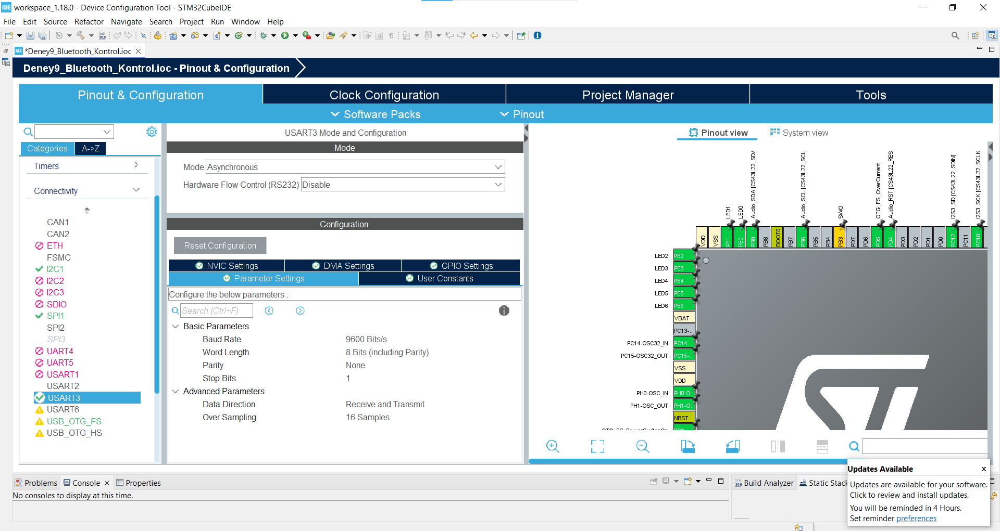 workspace_1.18.0 - Device Configuration Tool - STM32CubeIDE
File Edit Source Refactor Navigate Search Project Run Window Help
*Deney9_Bluetooth_Kontrol.ioc
Deney9_Bluetooth_Kontrol.ioc - Pinout & Configuration
Pinout & Configuration
Clock Configuration
Project Manager
Tools
Software Packs
Pinout
Categories
A->Z
Timers
Connectivity
CAN1
CAN2
ETH
FSMC
I2C1
I2C2
I2C3
SDIO
SPI1
SPI2
SPI3
UART4
UART5
USART1
USART2
USART3
USART6
USB_OTG_FS
USB_OTG_HS
USART3 Mode and Configuration
Mode
Mode Asynchronous
Hardware Flow Control (RS232) Disable
Configuration
Reset Configuration
NVIC Settings
DMA Settings
GPIO Settings
Parameter Settings
User Constants
Configure the below parameters :
Search (Ctrl+F)
Basic Parameters
Baud Rate 9600 Bits/s
Word Length 8 Bits (including Parity)
Parity None
Stop Bits 1
Advanced Parameters
Data Direction Receive and Transmit
Over Sampling 16 Samples
Pinout view
System view
LED1
LED0
Audio_SDA [CS43L22_SDA
Audio_SCL [CS43L22_SCL
SWO
OTG_FS_OverCurrent
Audio_RST [CS43L22_RES
I2S3_SD [CS43L22_SDIN]
I2S3_SCK [CS43L22_SCLK
VDD
VSS
PE1
PE0
PB9
PB8
BOOT0
PB7
PB6
PB5
PB4
PB3
PD7
PD6
PD5
PD4
PD3
PD2
PD1
PD0
PC12
PC11
PC10
LED2 PE2
LED3 PE3
LED4 PE4
LED5 PE5
LED6 PE6
VBAT
PC13-..
PC14-OSC32_IN PC14-..
PC15-OSC32_OUT PC15-..
VSS
VDD
PH0-OSC_IN PH0-O..
PH1-OSC_OUT PH1-O..
NRST
Problems
Console
Properties
No consoles to display at this time.
Build Analyzer
Static Stack
Updates Available
Updates are available for your software.
Click to review and install updates.
You will be reminded in 4 Hours.
Set reminder preferences